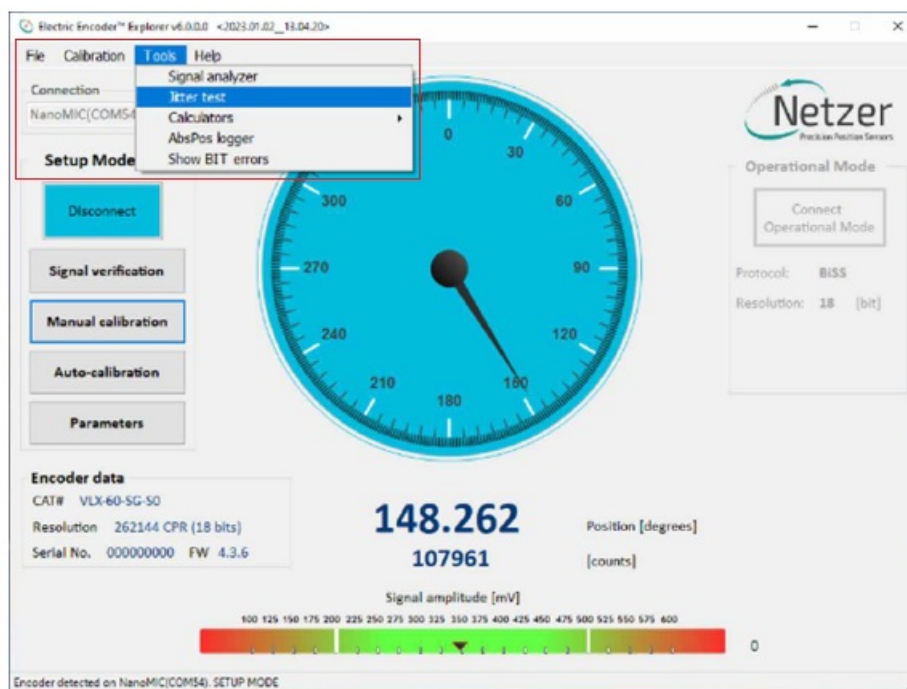 Electric Encoder™ Explorer v6.0.0.0 <2023.01.02__13.04.20>
File Calibration Tools Help
Signal analyzer
Jitter test
Calculators
AbsPos logger
Show BIT errors
Connection
NanoMIC(COM54
Setup Mode
Disconnect
Signal verification
Manual calibration
Auto-calibration
Parameters
0
30
60
90
120
150
180
210
240
270
300
Netzer
Precision Position Sensors
Operational Mode
Connect
Operational Mode
Protocol: BiSS
Resolution: 18 [bit]
Encoder data
CAT# VLX-60-SG-S0
Resolution 262144 CPR (18 bits)
Serial No. 000000000 FW 4.3.6
148.262 Position [degrees]
107961 [counts]
Signal amplitude [mV]
100 125 150 175 200 225 250 275 300 325 350 375 400 425 450 475 500 525 550 575 600
0
Encoder detected on NanoMIC(COM54). SETUP MODE